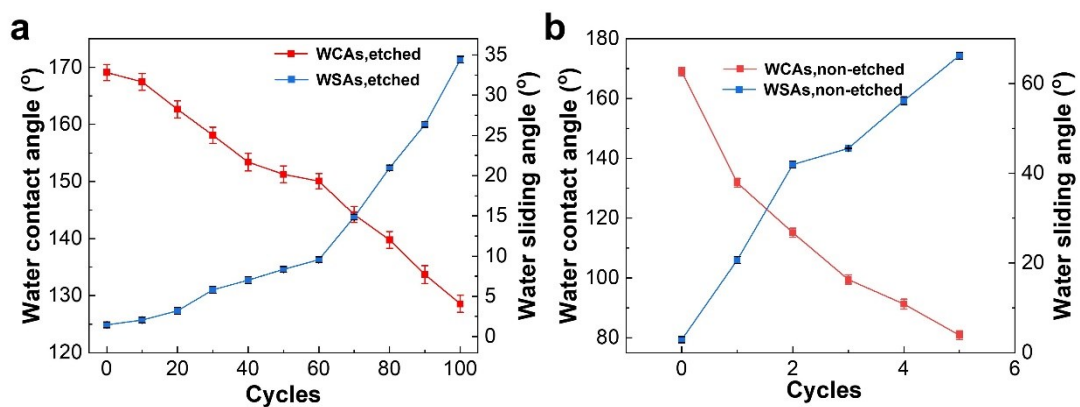 a
WCAs,etched
WSAs,etched
Water contact angle (º)
170
160
150
140
130
120
35
30
25
20
15
10
5
0
Water sliding angle (º)
0 20 40 60 80 100
Cycles
b
WCAs,non-etched
WSAs,non-etched
Water contact angle (º)
180
160
140
120
100
80
60
40
20
0
Water sliding angle (º)
0 2 4 6
Cycles